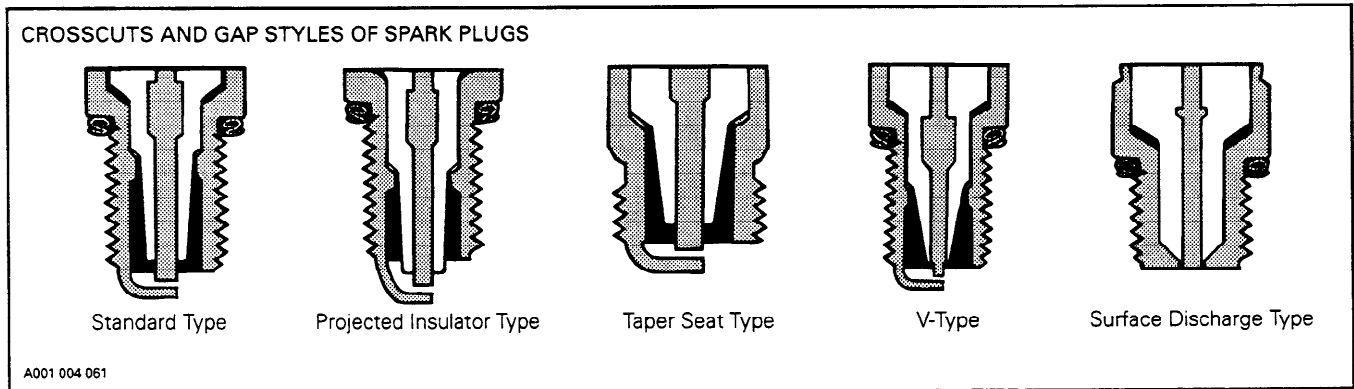 CROSSCUTS AND GAP STYLES OF SPARK PLUGS
Standard Type
Projected Insulator Type
Taper Seat Type
V-Type
Surface Discharge Type
A001 004 061